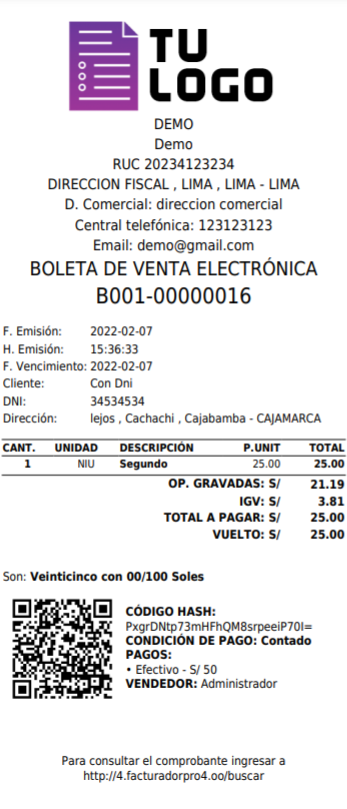 TU
LOGO
DEMO
Demo
RUC 20234123234
DIRECCION FISCAL , LIMA , LIMA - LIMA
D. Comercial: direccion comercial
Central telefónica: 123123123
Email: demo@gmail.com
BOLETA DE VENTA ELECTRÓNICA
B001-00000016
F. Emisión: 2022-02-07
H. Emisión: 15:36:33
F. Vencimiento: 2022-02-07
Cliente: Con Dni
DNI: 34534534
Dirección: lejos , Cachachi , Cajabamba - CAJAMARCA
CANT. UNIDAD DESCRIPCIÓN P.UNIT TOTAL
1 NIU Segundo 25.00 25.00
OP. GRAVADAS: S/ 21.19
IGV: S/ 3.81
TOTAL A PAGAR: S/ 25.00
VUELTO: S/ 25.00
Son: Veinticinco con 00/100 Soles
CÓDIGO HASH:
PxgrDNtp73mHFhQM8srpeeiP70I=
CONDICIÓN DE PAGO: Contado
PAGOS:
• Efectivo - S/ 50
VENDEDOR: Administrador
Para consultar el comprobante ingresar a
http://4.facturadorpro4.oo/buscar